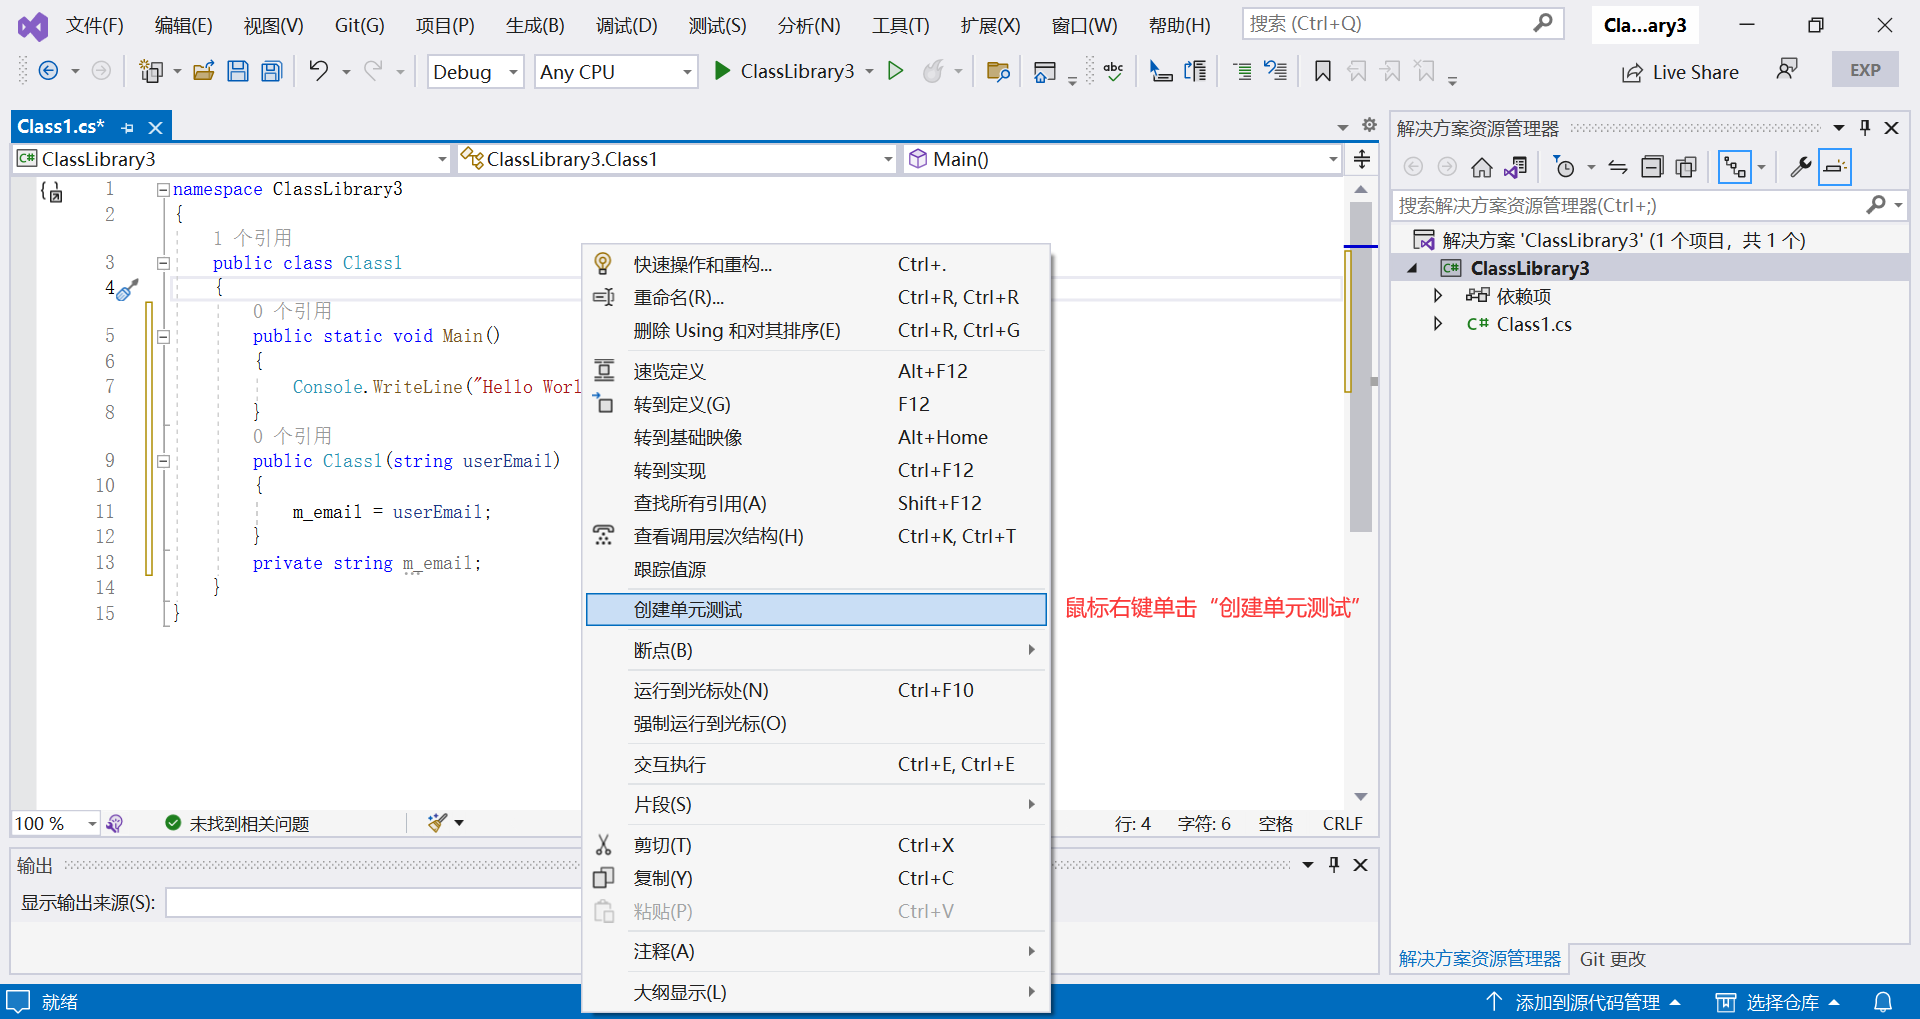 文件(F) 编辑(E) 视图(V) Git(G) 项目(P) 生成(B) 调试(D) 测试(S) 分析(N) 工具(T) 扩展(X) 窗口(W) 帮助(H) 搜索 (Ctrl+Q) Cla...ary3
Debug Any CPU ClassLibrary3 abc Live Share EXP
Class1.cs*
C# ClassLibrary3 ClassLibrary3.Class1 Main()
1 namespace ClassLibrary3
2 {
1 个引用
3 public class Class1
4 {
0 个引用
5 public static void Main()
6 {
7 Console.WriteLine("Hello Worl
8 }
0 个引用
9 public Class1(string userEmail)
10 {
11 m_email = userEmail;
12 }
13 private string m_email;
14 }
15 }
快速操作和重构... Ctrl+.
重命名(R)... Ctrl+R, Ctrl+R
删除 Using 和对其排序(E) Ctrl+R, Ctrl+G
速览定义 Alt+F12
转到定义(G) F12
转到基础映像 Alt+Home
转到实现 Ctrl+F12
查找所有引用(A) Shift+F12
查看调用层次结构(H) Ctrl+K, Ctrl+T
跟踪值源
创建单元测试
断点(B)
运行到光标处(N) Ctrl+F10
强制运行到光标(O)
交互执行 Ctrl+E, Ctrl+E
片段(S)
剪切(T) Ctrl+X
复制(Y) Ctrl+C
粘贴(P) Ctrl+V
注释(A)
大纲显示(L)
鼠标右键单击“创建单元测试”
100 % 未找到相关问题 行: 4 字符: 6 空格 CRLF
输出
显示输出来源(S):
解决方案资源管理器
搜索解决方案资源管理器(Ctrl+;)
解决方案 'ClassLibrary3' (1 个项目，共 1 个)
C# ClassLibrary3
依赖项
C# Class1.cs
解决方案资源管理器 Git 更改
就绪 添加到源代码管理 选择仓库